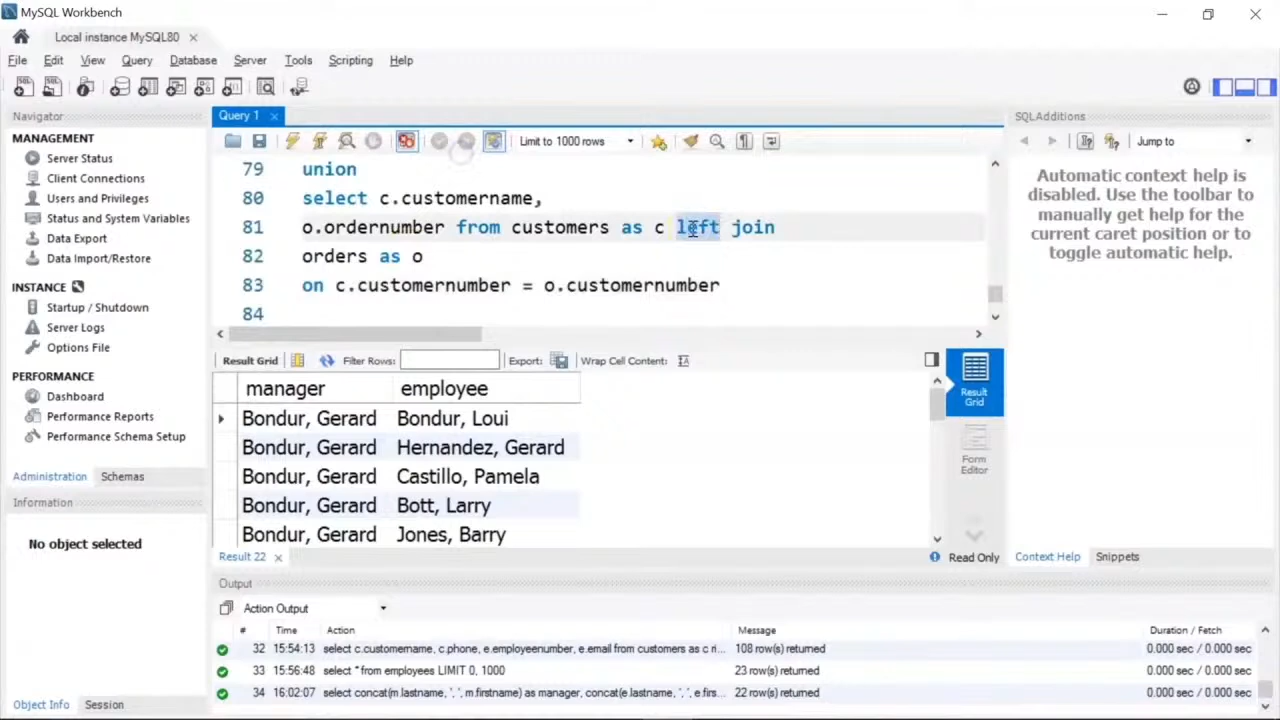 MySQL Workbench
Local instance MySQL80
File Edit View Query Database Server Tools Scripting Help
Navigator
MANAGEMENT
Server Status
Client Connections
Users and Privileges
Status and System Variables
Data Export
Data Import/Restore
INSTANCE
Startup / Shutdown
Server Logs
Options File
PERFORMANCE
Dashboard
Performance Reports
Performance Schema Setup
Administration Schemas
Information
No object selected
Object Info Session
Query 1
Limit to 1000 rows
79 union
80 select c.customername,
81 o.ordernumber from customers as c left join
82 orders as o
83 on c.customernumber = o.customernumber
84
Result Grid Filter Rows: Export: Wrap Cell Content:
manager employee
Bondur, Gerard Bondur, Loui
Bondur, Gerard Hernandez, Gerard
Bondur, Gerard Castillo, Pamela
Bondur, Gerard Bott, Larry
Bondur, Gerard Jones, Barry
Result Grid
Form Editor
Result 22
Read Only
SQLAdditions
Jump to
Automatic context help is
disabled. Use the toolbar to
manually get help for the
current caret position or to
toggle automatic help.
Context Help Snippets
Output
Action Output
# Time Action Message Duration / Fetch
32 15:54:13 select c.customername, c.phone, e.employeenumber, e.email from customers as c ri... 108 row(s) returned 0.000 sec / 0.000 sec
33 15:56:48 select * from employees LIMIT 0, 1000 23 row(s) returned 0.000 sec / 0.000 sec
34 16:02:07 select concat(m.lastname, ', ', m.firstname) as manager, concat(e.lastname, ', ', e.firs... 22 row(s) returned 0.000 sec / 0.000 sec